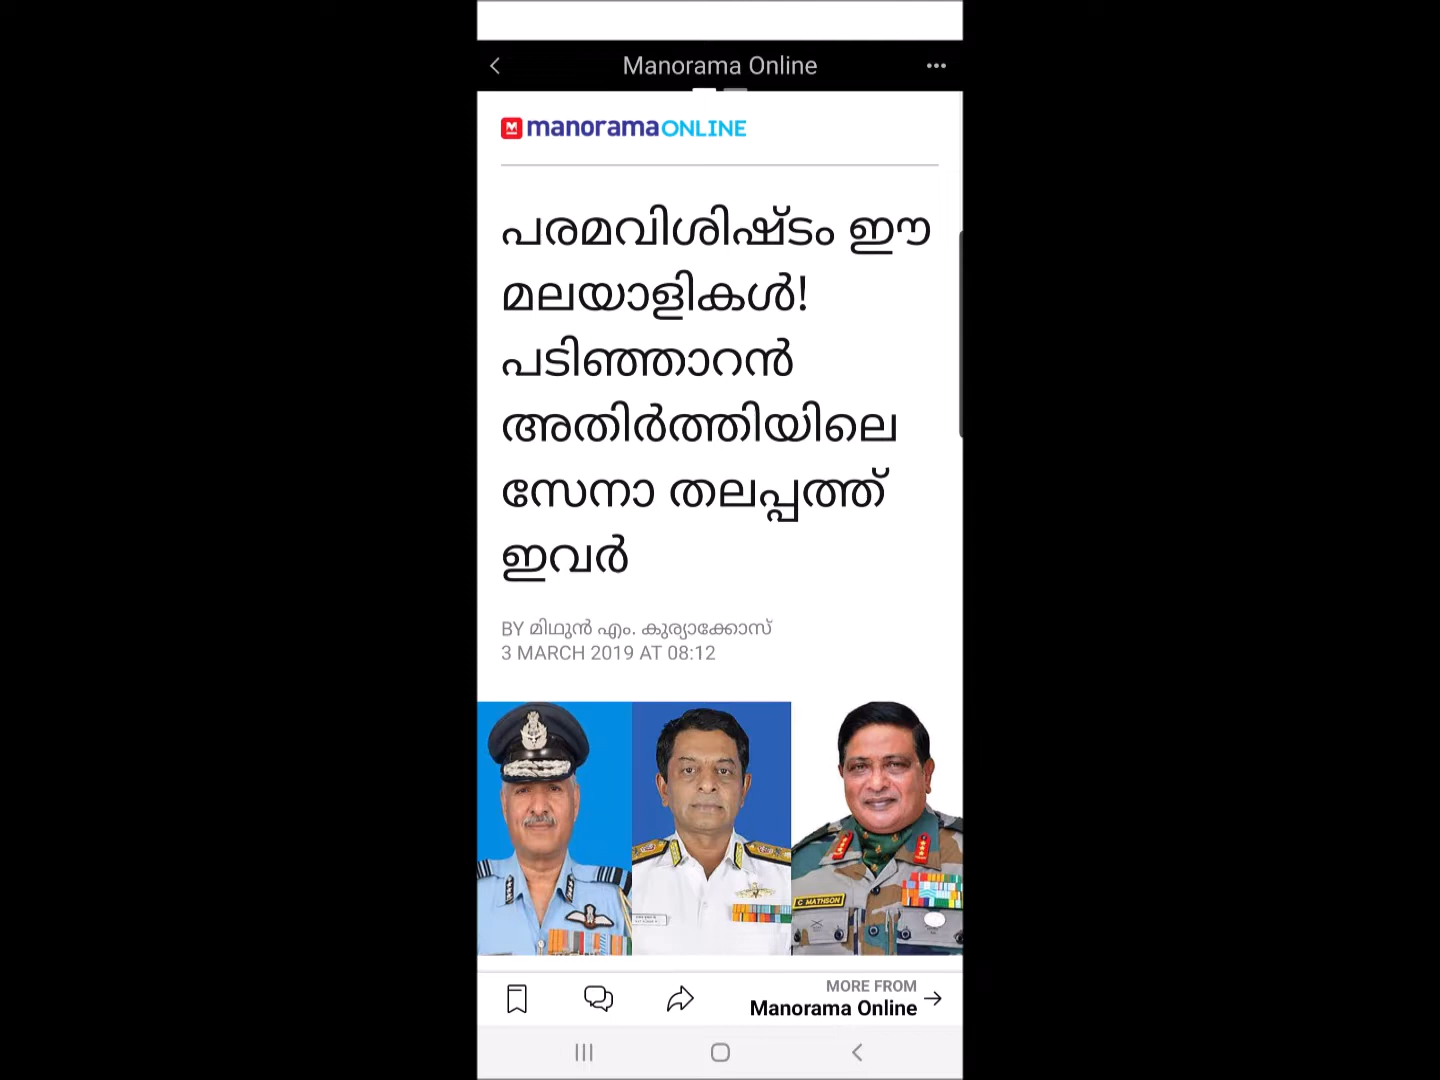 Manorama Online
manoramaONLINE
പരമവിശിഷ്ടം ഈ
മലയാളികൾ!
പടിഞ്ഞാറൻ
അതിർത്തിയിലെ
സേനാ തലപ്പത്ത്
ഇവർ
BY മിഥുൻ എം. കുര്യാക്കോസ്
3 MARCH 2019 AT 08:12
C MATHSON
MORE FROM
Manorama Online